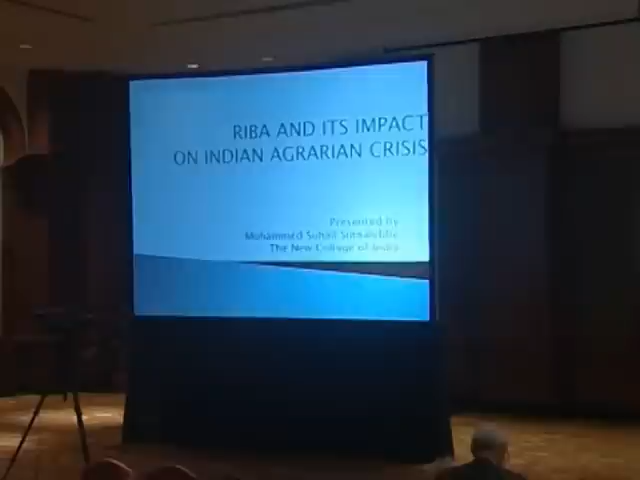 RIBA AND ITS IMPACT
ON INDIAN AGRARIAN CRISIS
Presented By
Mohammed Suhail
The New College of India